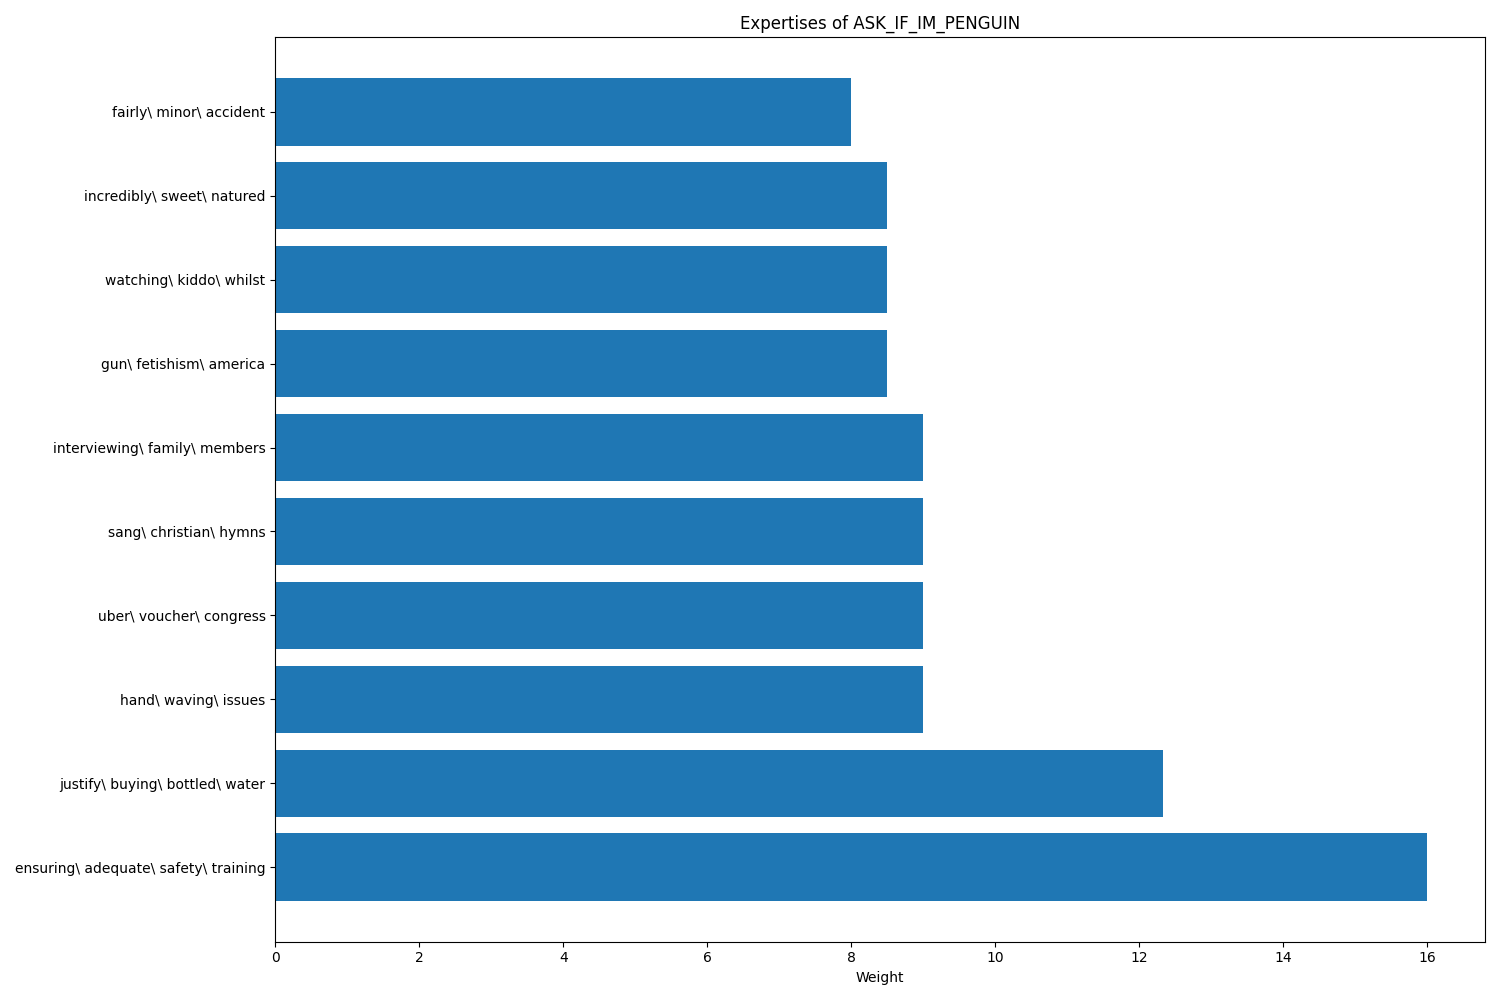 Expertises of ASK_IF_IM_PENGUIN
fairly\ minor\ accident
incredibly\ sweet\ natured
watching\ kiddo\ whilst
gun\ fetishism\ america
interviewing\ family\ members
sang\ christian\ hymns
uber\ voucher\ congress
hand\ waving\ issues
justify\ buying\ bottled\ water
ensuring\ adequate\ safety\ training
0 2 4 6 8 10 12 14 16
Weight